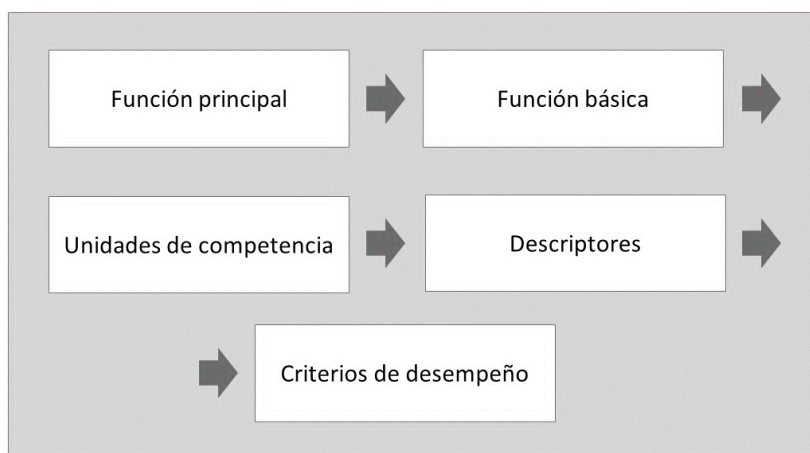 Función principal
Función básica
Unidades de competencia
Descriptores
Criterios de desempeño